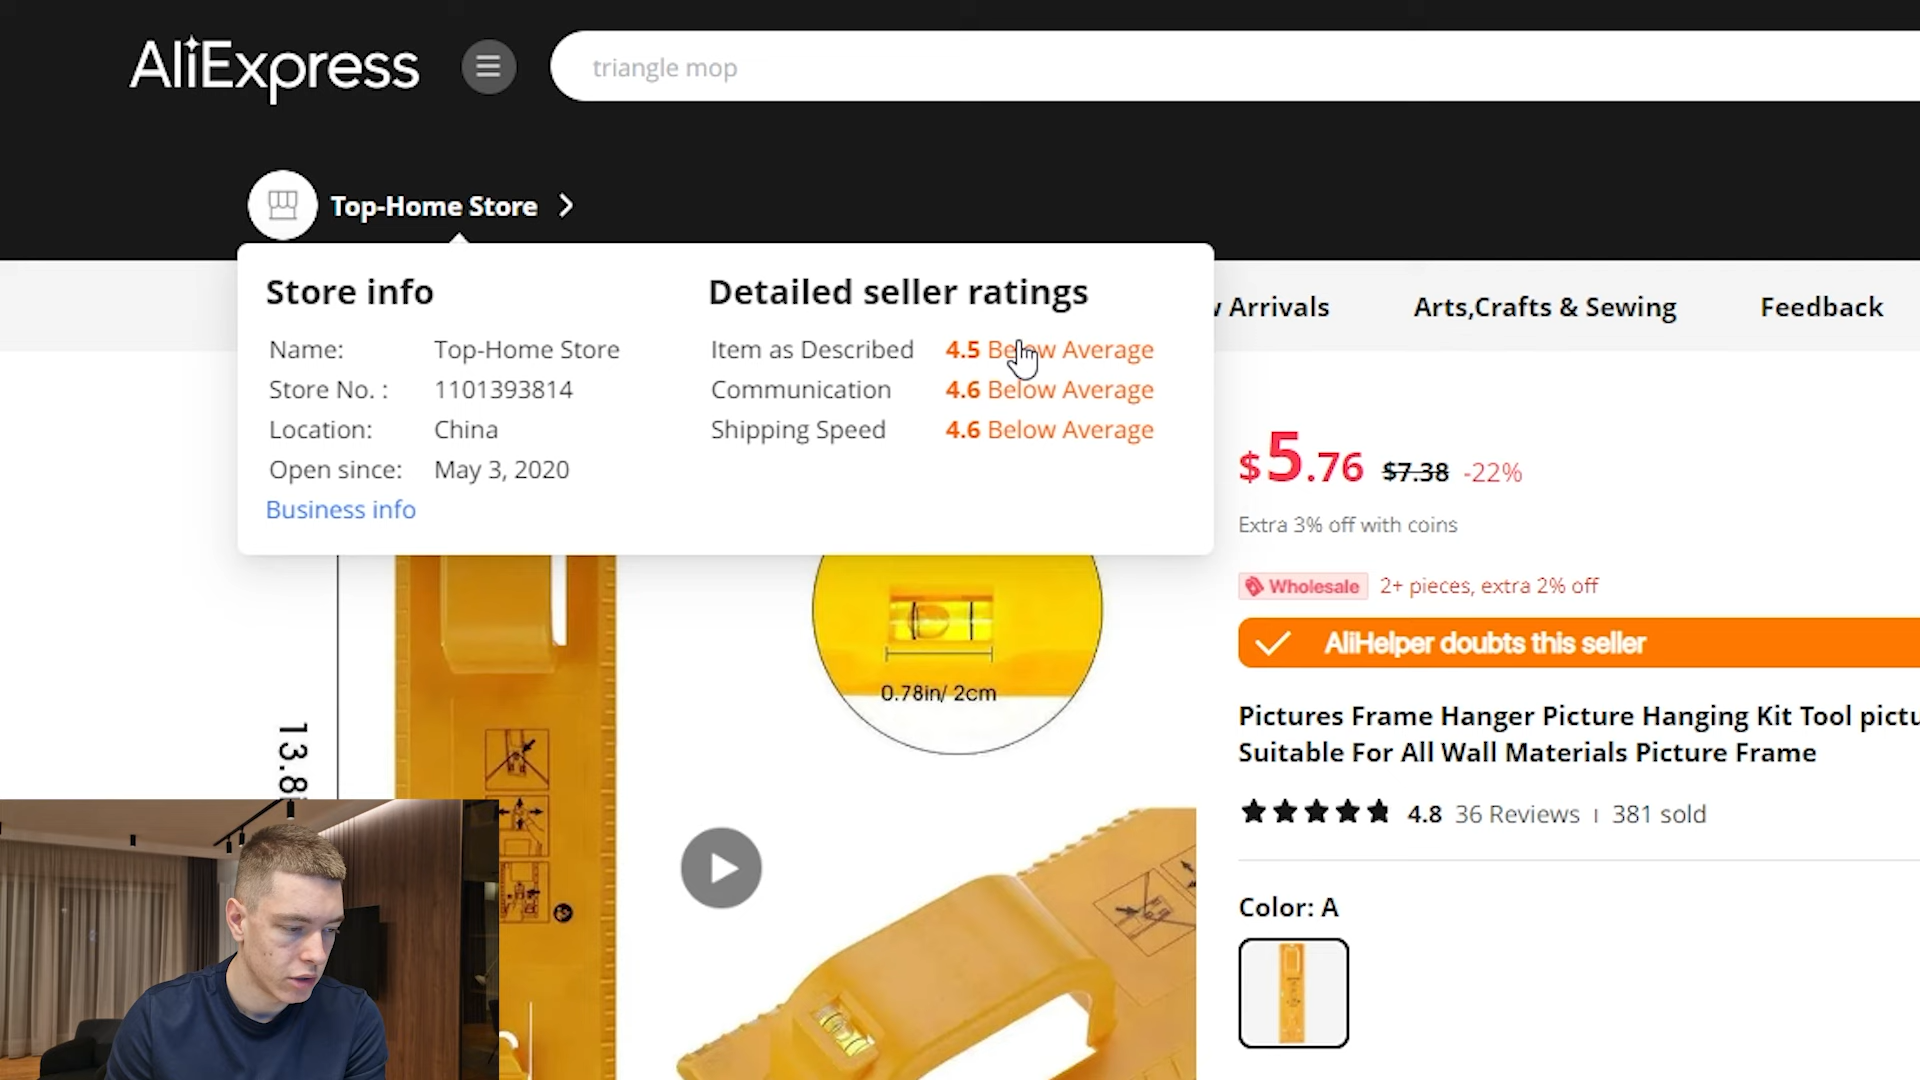 AliExpress
triangle mop
Top-Home Store
Store info
Detailed seller ratings
Name: Top-Home Store
Item as Described 4.5 Below Average
Store No. : 1101393814
Communication 4.6 Below Average
Location: China
Shipping Speed 4.6 Below Average
Open since: May 3, 2020
Business info
Arrivals
Arts,Crafts & Sewing
Feedback
$5.76 $7.38 -22%
Extra 3% off with coins
Wholesale 2+ pieces, extra 2% off
AliHelper doubts this seller
0.78in/ 2cm
13.8
Pictures Frame Hanger Picture Hanging Kit Tool
Suitable For All Wall Materials Picture Frame
4.8 36 Reviews 381 sold
Color: A